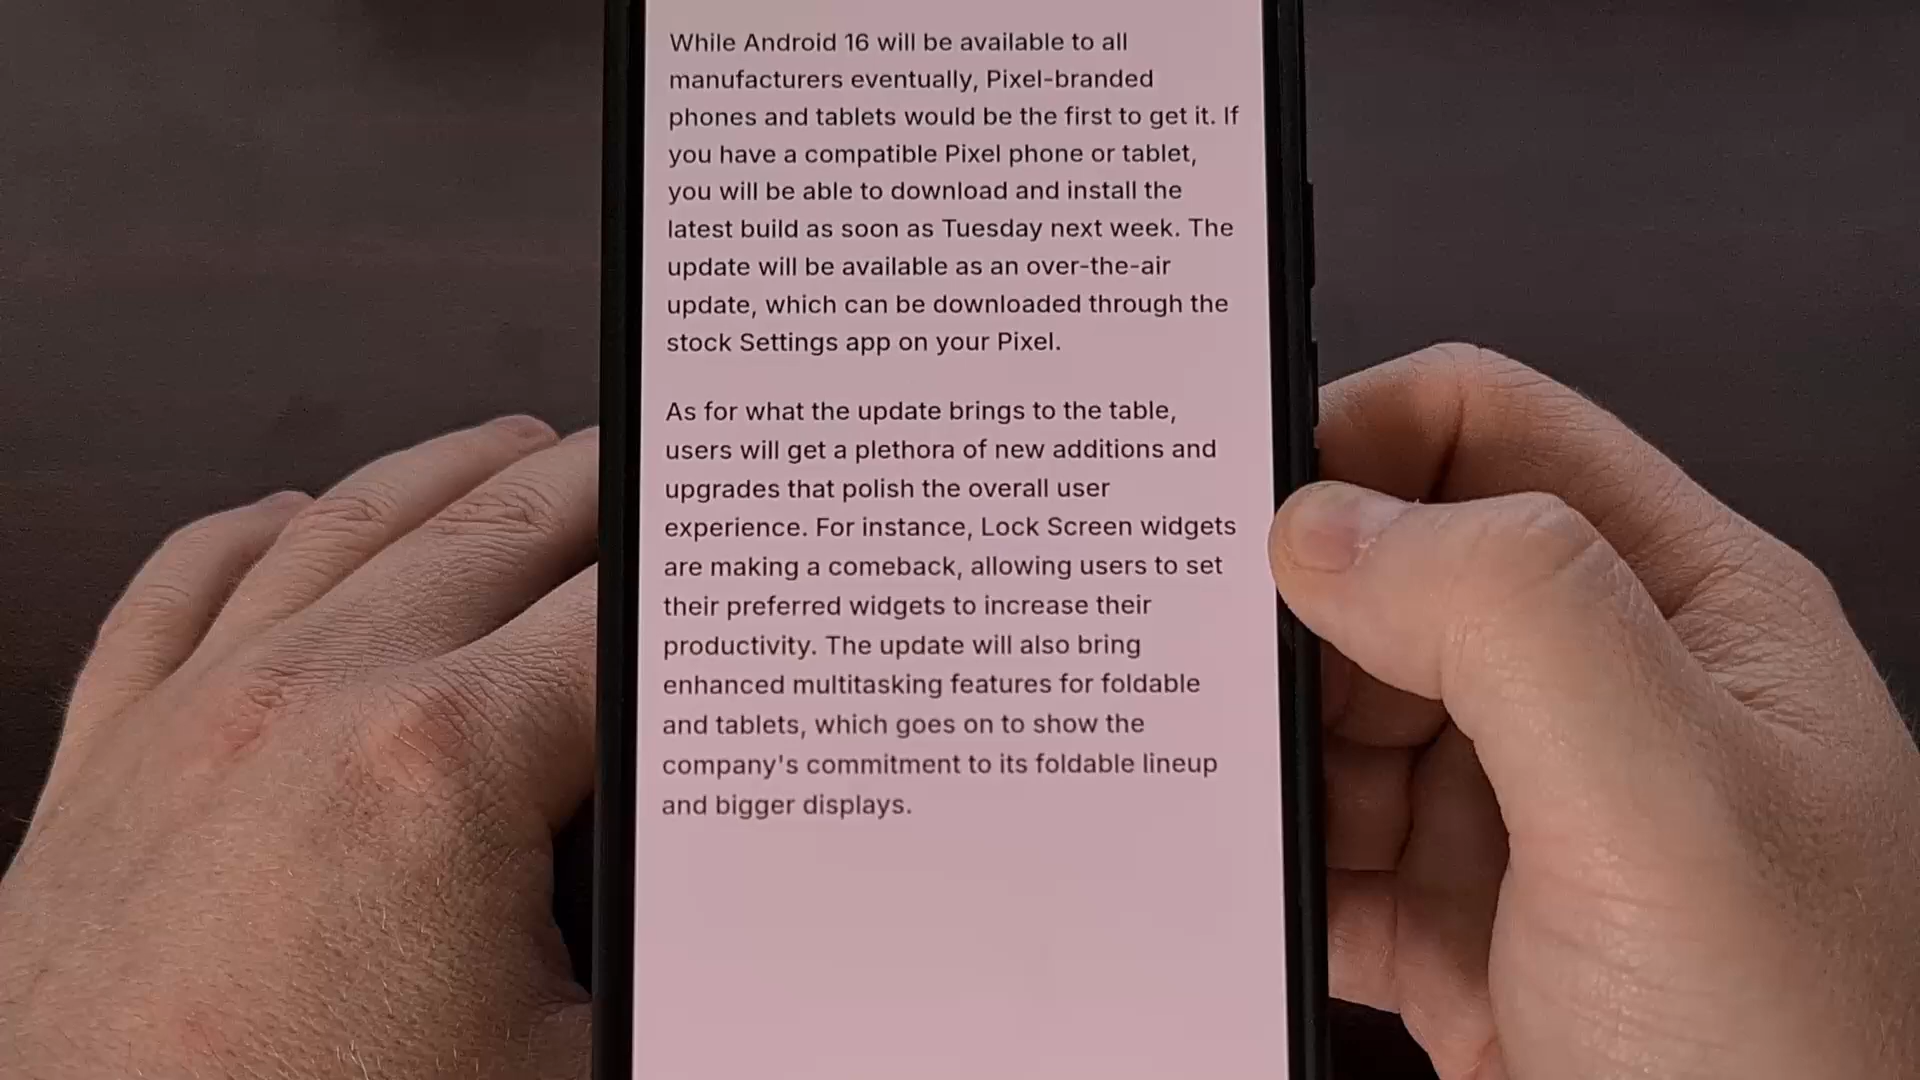 While Android 16 will be available to all
manufacturers eventually, Pixel-branded
phones and tablets would be the first to get it. If
you have a compatible Pixel phone or tablet,
you will be able to download and install the
latest build as soon as Tuesday next week. The
update will be available as an over-the-air
update, which can be downloaded through the
stock Settings app on your Pixel.
As for what the update brings to the table,
users will get a plethora of new additions and
upgrades that polish the overall user
experience. For instance, Lock Screen widgets
are making a comeback, allowing users to set
their preferred widgets to increase their
productivity. The update will also bring
enhanced multitasking features for foldable
and tablets, which goes on to show the
company's commitment to its foldable lineup
and bigger displays.